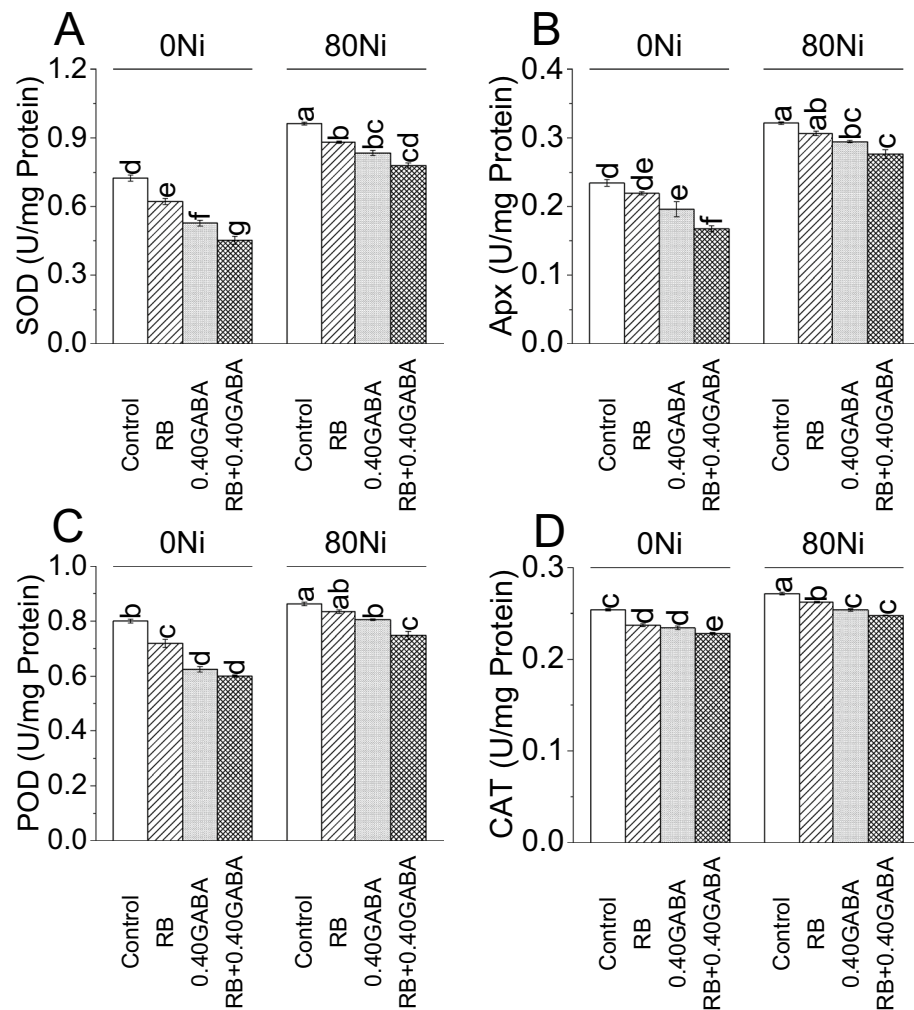 A
0Ni 80Ni
SOD (U/mg Protein)
1.2
0.9
0.6
0.3
0.0
d e f g a b bc cd
Control RB 0.40GABA RB+0.40GABA Control RB 0.40GABA RB+0.40GABA
B
0Ni 80Ni
Apx (U/mg Protein)
0.4
0.3
0.2
0.1
0.0
d de e f a ab bc c
Control RB 0.40GABA RB+0.40GABA Control RB 0.40GABA RB+0.40GABA
C
0Ni 80Ni
POD (U/mg Protein)
1.0
0.8
0.6
0.4
0.2
0.0
b c d d a ab b c
Control RB 0.40GABA RB+0.40GABA Control RB 0.40GABA RB+0.40GABA
D
0Ni 80Ni
CAT (U/mg Protein)
0.3
0.2
0.1
0.0
c d d e a b c c
Control RB 0.40GABA RB+0.40GABA Control RB 0.40GABA RB+0.40GABA